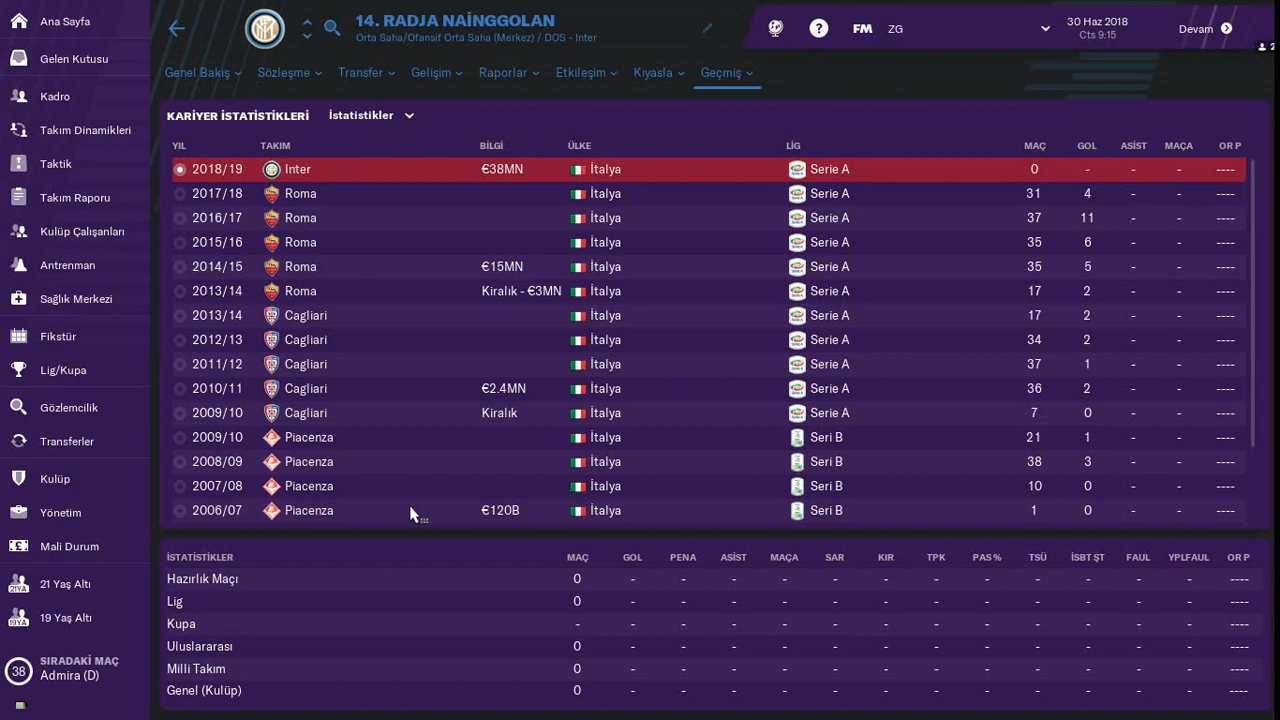 Ana Sayfa
Gelen Kutusu
Kadro
Takım Dinamikleri
Taktik
Takım Raporu
Kulüp Çalışanları
Antrenman
Sağlık Merkezi
Fikstür
Lig/Kupa
Gözlemcilik
Transferler
Kulüp
Yönetim
Mali Durum
21YA 21 Yaş Altı
19YA 19 Yaş Altı
38 SIRADAKİ MAÇ
Admira (D)
14. RADJA NAİNGGOLAN
Orta Saha/Ofansif Orta Saha (Merkez) / DOS - Inter
? FM ZG
30 Haz 2018
Cts 9:15
Devam
2
Genel Bakış Sözleşme Transfer Gelişim Raporlar Etkileşim Kıyasla Geçmiş
KARİYER İSTATİSTİKLERİ İstatistikler
YIL TAKIM BİLGİ ÜLKE LİG MAÇ GOL ASİST MAÇA OR P
2018/19 Inter €38MN İtalya Serie A 0 - - - ----
2017/18 Roma İtalya Serie A 31 4 - - ----
2016/17 Roma İtalya Serie A 37 11 - - ----
2015/16 Roma İtalya Serie A 35 6 - - ----
2014/15 Roma €15MN İtalya Serie A 35 5 - - ----
2013/14 Roma Kiralık - €3MN İtalya Serie A 17 2 - - ----
2013/14 Cagliari İtalya Serie A 17 2 - - ----
2012/13 Cagliari İtalya Serie A 34 2 - - ----
2011/12 Cagliari İtalya Serie A 37 1 - - ----
2010/11 Cagliari €2.4MN İtalya Serie A 36 2 - - ----
2009/10 Cagliari Kiralık İtalya Serie A 7 0 - - ----
2009/10 Piacenza İtalya Seri B 21 1 - - ----
2008/09 Piacenza İtalya Seri B 38 3 - - ----
2007/08 Piacenza İtalya Seri B 10 0 - - ----
2006/07 Piacenza €120B İtalya Seri B 1 0 - - ----
İSTATİSTİKLER MAÇ GOL PENA ASİST MAÇA SAR KIR TPK PAS % TSÜ İSBT ŞT FAUL YPLFAUL OR P
Hazırlık Maçı 0 - - - - - - - - - - - - ----
Lig 0 - - - - - - - - - - - - ----
Kupa - - - - - - - - - - - - - ----
Uluslararası 0 - - - - - - - - - - - - ----
Milli Takım 0 - - - - - - - - - - - - ----
Genel (Kulüp) 0 - - - - - - - - - - - - ----